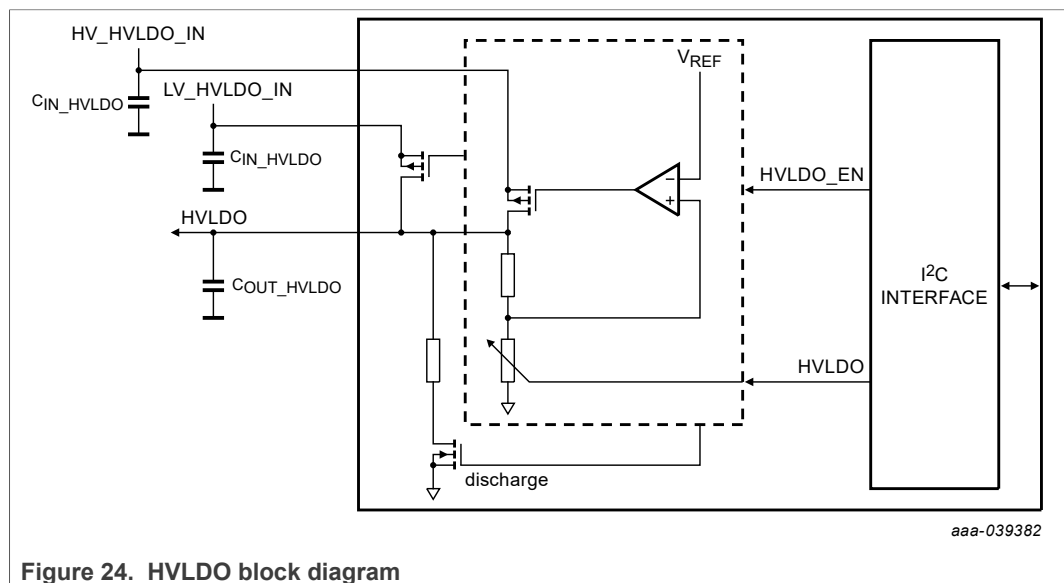 HV_HVLDO_IN
CIN_HVLDO
LV_HVLDO_IN
CIN_HVLDO
HVLDO
COUT_HVLDO
VREF
−
+
HVLDO_EN
I2C
INTERFACE
HVLDO
discharge
aaa-039382
Figure 24. HVLDO block diagram